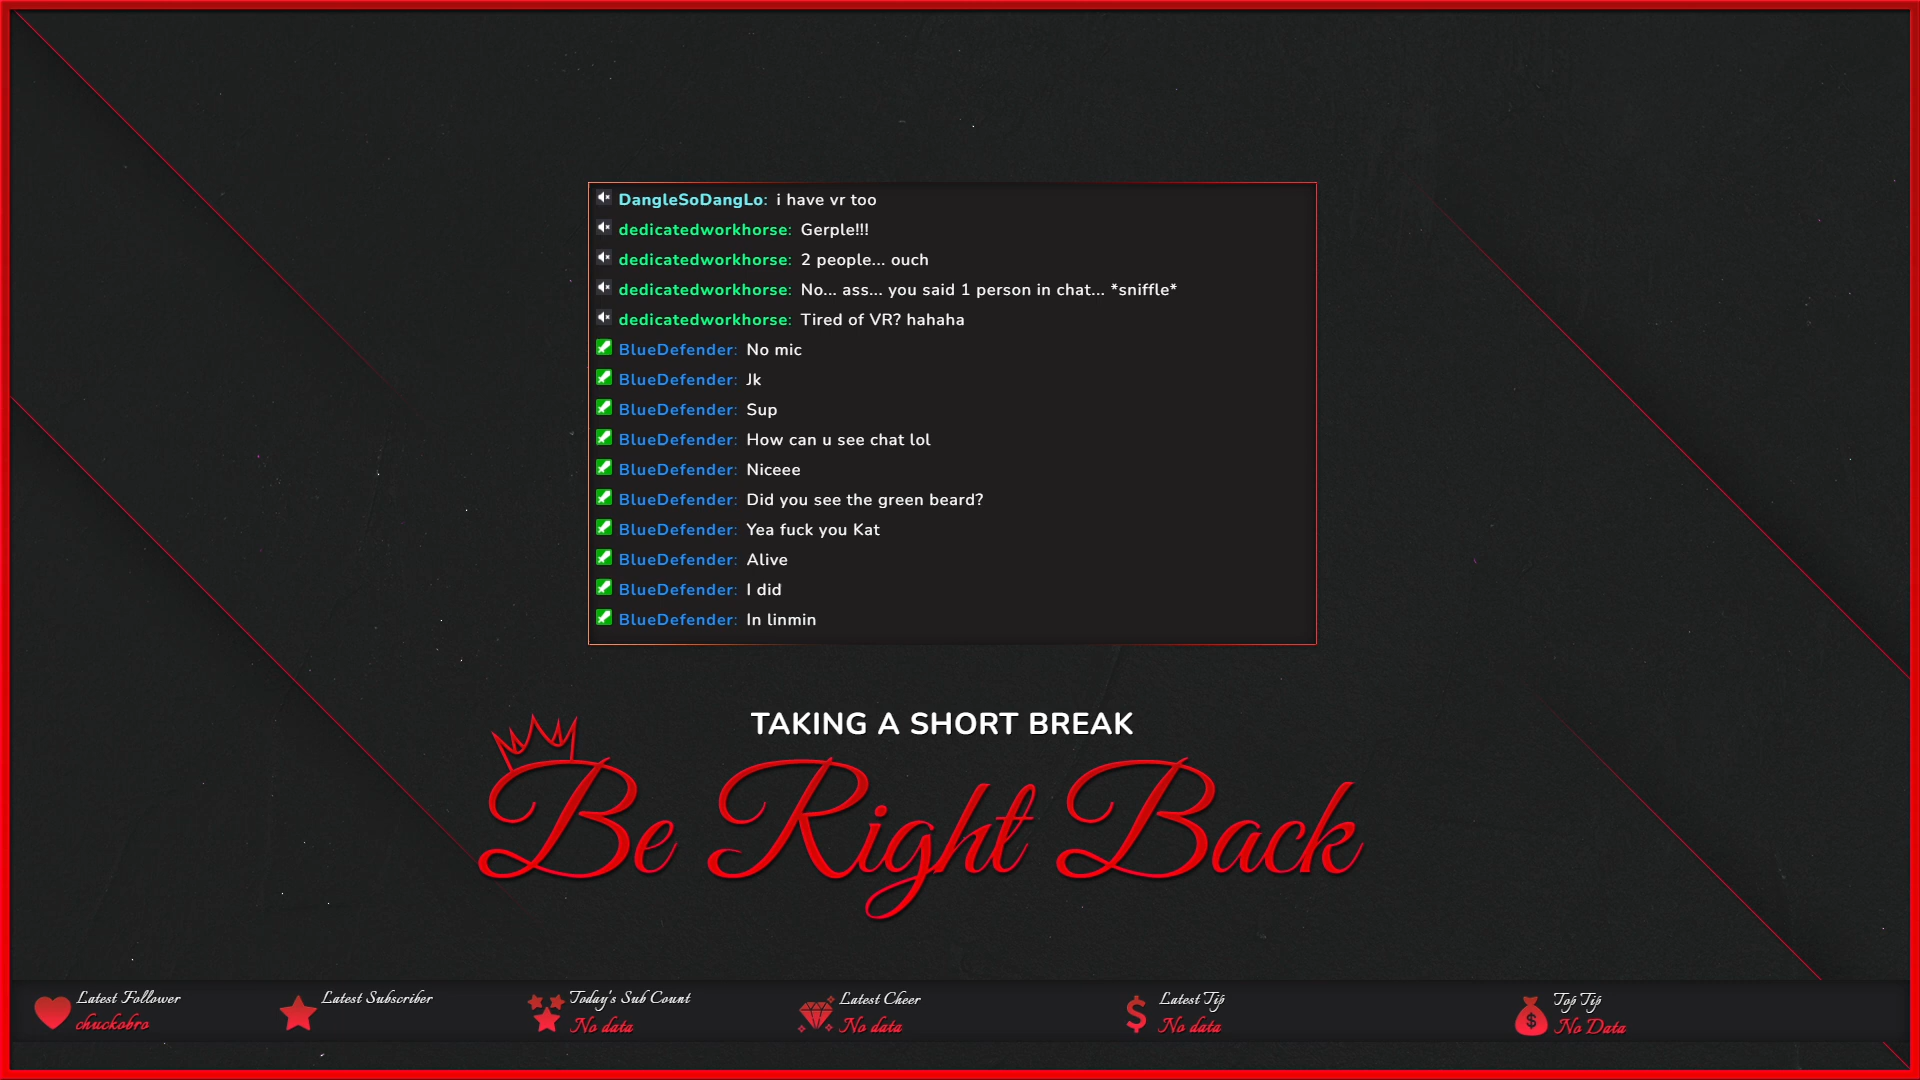 DangleSoDangLo: i have vr too
dedicatedworkhorse: Gerple!!!
dedicatedworkhorse: 2 people... ouch
dedicatedworkhorse: No... ass... you said 1 person in chat... *sniffle*
dedicatedworkhorse: Tired of VR? hahaha
BlueDefender: No mic
BlueDefender: Jk
BlueDefender: Sup
BlueDefender: How can u see chat lol
BlueDefender: Niceee
BlueDefender: Did you see the green beard?
BlueDefender: Yea fuck you Kat
BlueDefender: Alive
BlueDefender: I did
BlueDefender: In linmin
TAKING A SHORT BREAK
Be Right Back
Latest Follower
chuckobro
Latest Subscriber
Today's Sub Count
No data
Latest Cheer
No data
Latest Tip
No data
Top Tip
No Data